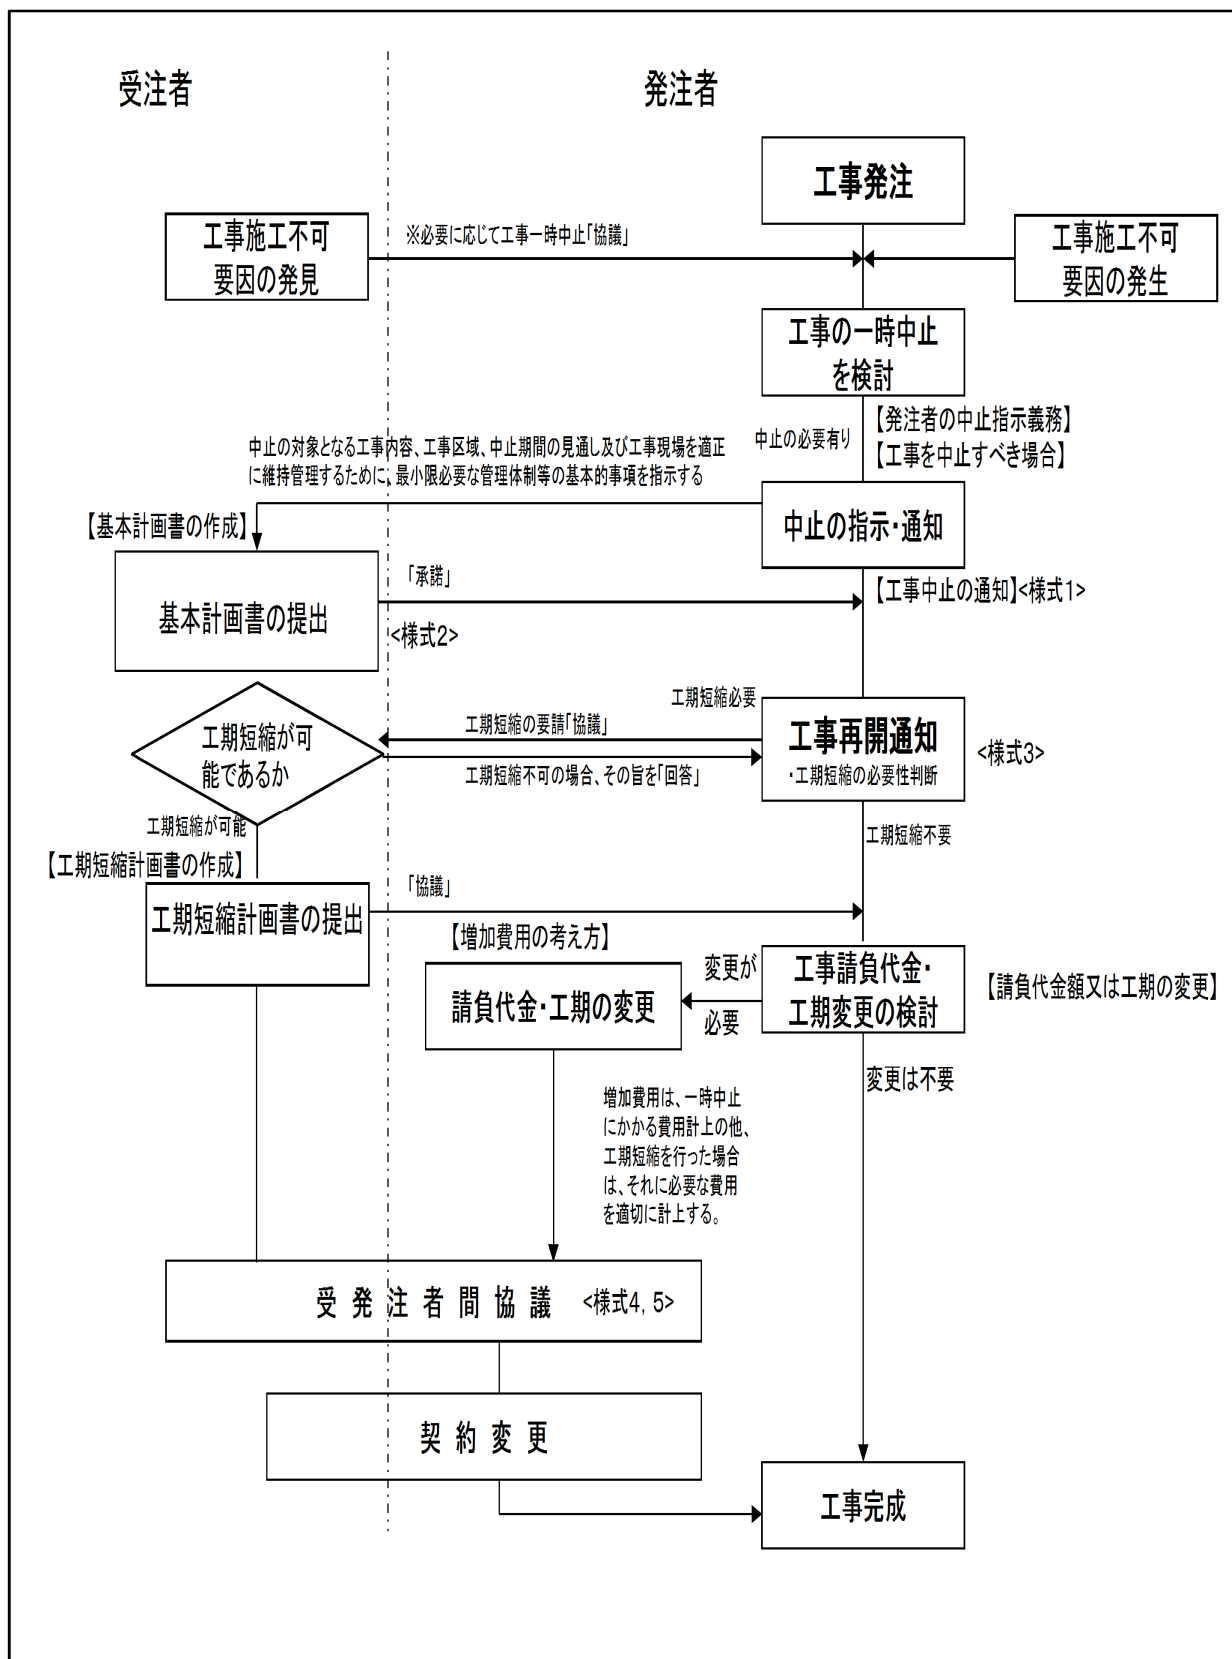 受注者
発注者
工事発注
工事施工不可
要因の発見
※必要に応じて工事一時中止「協議」
工事施工不可
要因の発生
工事の一時中止
を検討
中止の必要有り
【発注者の中止指示義務】
【工事を中止すべき場合】
中止の対象となる工事内容、工事区域、中止期間の見通し及び工事現場を適正
に維持管理するために、最小限必要な管理体制等の基本的事項を指示する
中止の指示・通知
【基本計画書の作成】
基本計画書の提出
「承諾」
<様式2>
【工事中止の通知】<様式1>
工期短縮必要
工期短縮の要請「協議」
工事再開通知
・工期短縮の必要性判断
<様式3>
工期短縮が可
能であるか
工期短縮不可の場合、その旨を「回答」
工期短縮が可能
工期短縮不要
【工期短縮計画書の作成】
工期短縮計画書の提出
「協議」
【増加費用の考え方】
請負代金・工期の変更
変更が
必要
工事請負代金・
工期変更の検討
【請負代金額又は工期の変更】
変更は不要
増加費用は、一時中止
にかかる費用計上の他、
工期短縮を行った場合
は、それに必要な費用
を適切に計上する。
受発注者間協議 <様式4, 5>
契約変更
工事完成